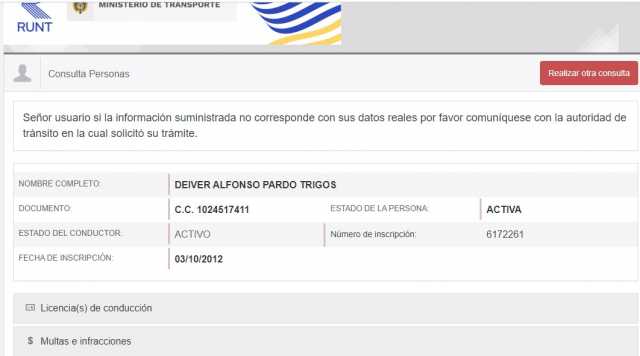 RUNT
MINISTERIO DE TRANSPORTE
Consulta Personas
Realizar otra consulta
Señor usuario si la información suministrada no corresponde con sus datos reales por favor comuníquese con la autoridad de
tránsito en la cual solicitó su trámite.
NOMBRE COMPLETO: DEIVER ALFONSO PARDO TRIGOS
DOCUMENTO: C.C. 1024517411 ESTADO DE LA PERSONA: ACTIVA
ESTADO DEL CONDUCTOR: ACTIVO Número de inscripción: 6172261
FECHA DE INSCRIPCIÓN: 03/10/2012
Licencia(s) de conducción
$ Multas e infracciones